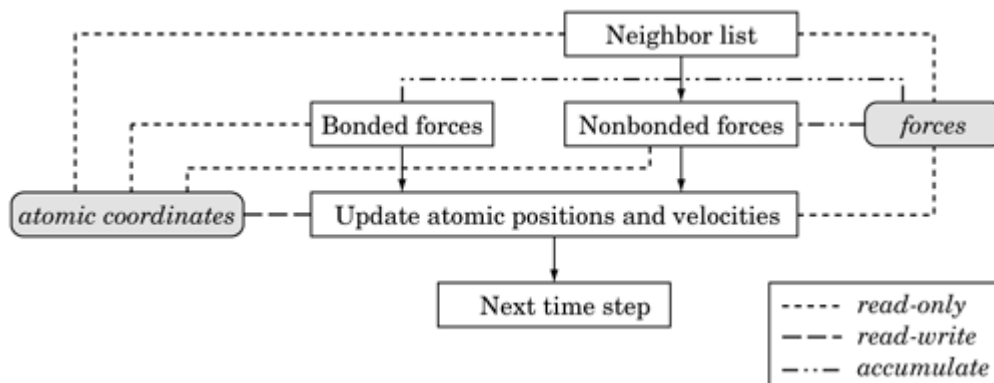 Neighbor list
Bonded forces
Nonbonded forces
forces
atomic coordinates
Update atomic positions and velocities
Next time step
read-only
read-write
accumulate